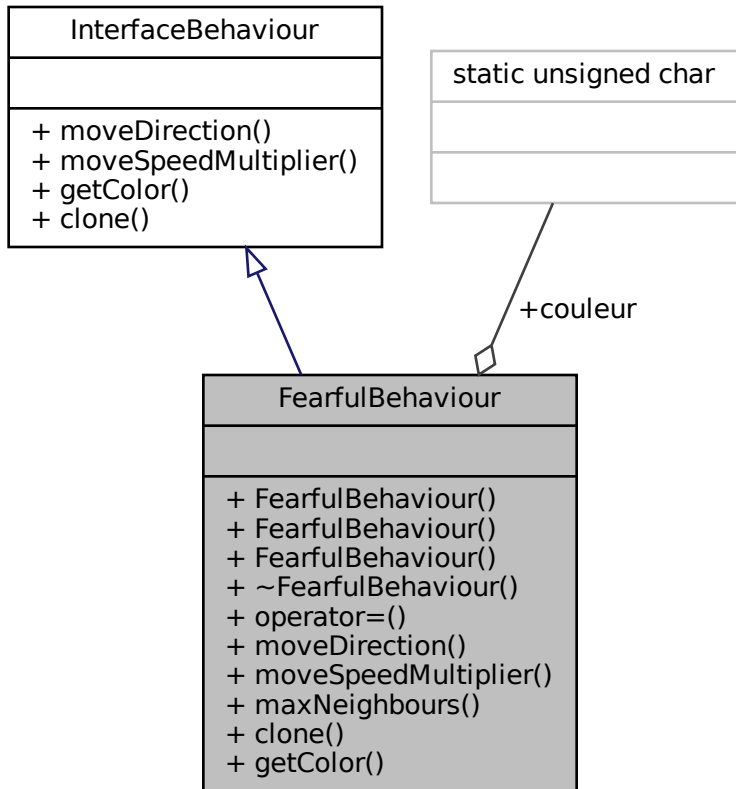 InterfaceBehaviour
+ moveDirection()
+ moveSpeedMultiplier()
+ getColor()
+ clone()
static unsigned char
+couleur
FearfulBehaviour
+ FearfulBehaviour()
+ FearfulBehaviour()
+ FearfulBehaviour()
+ ~FearfulBehaviour()
+ operator=()
+ moveDirection()
+ moveSpeedMultiplier()
+ maxNeighbours()
+ clone()
+ getColor()